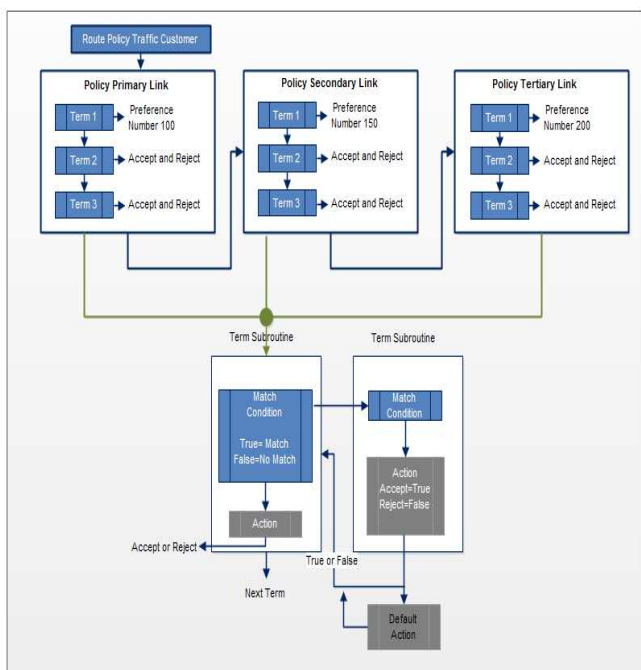 Route Policy Traffic Customer
Policy Primary Link
Term 1
Preference
Number 100
Term 2
Accept and Reject
Term 3
Accept and Reject
Policy Secondary Link
Term 1
Preference
Number 150
Term 2
Accept and Reject
Term 3
Accept and Reject
Policy Tertiary Link
Term 1
Preference
Number 200
Term 2
Accept and Reject
Term 3
Accept and Reject
Term Subroutine
Match
Condition
True= Match
False=No Match
Action
Accept or Reject
Next Term
Term Subroutine
Match
Condition
Action
Accept=True
Reject=False
True or False
Default
Action